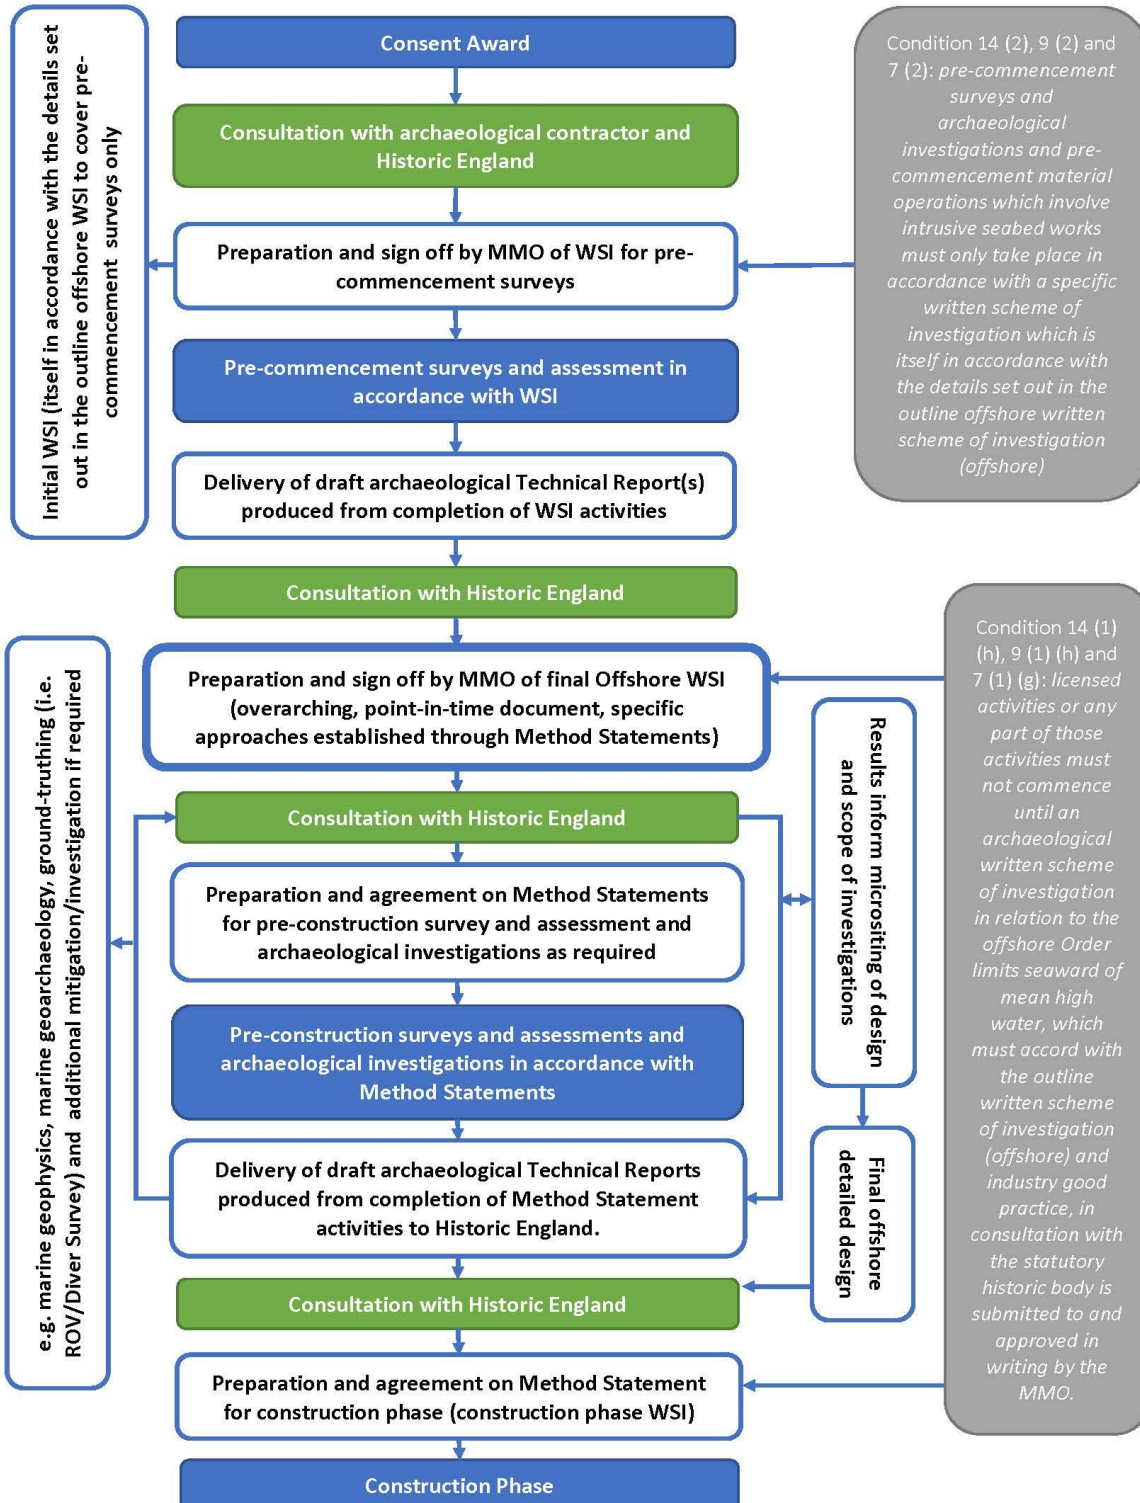 Consent Award
Consultation with archaeological contractor and
Historic England
Preparation and sign off by MMO of WSI for pre-
commencement surveys
Initial WSI (itself in accordance with the details set
out in the outline offshore WSI to cover pre-
commencement surveys only
Condition 14 (2), 9 (2) and
7 (2): pre-commencement
surveys and
archaeological
investigations and pre-
commencement material
operations which involve
intrusive seabed works
must only take place in
accordance with a specific
written scheme of
investigation which is
itself in accordance with
the details set out in the
outline offshore written
scheme of investigation
(offshore)
Pre-commencement surveys and assessment in
accordance with WSI
Delivery of draft archaeological Technical Report(s)
produced from completion of WSI activities
Consultation with Historic England
Preparation and sign off by MMO of final Offshore WSI
(overarching, point-in-time document, specific
approaches established through Method Statements)
Condition 14 (1)
(h), 9 (1) (h) and
7 (1) (g): licensed
activities or any
part of those
activities must
not commence
until an
archaeological
written scheme
of investigation
in relation to the
offshore Order
limits seaward of
mean high
water, which
must accord with
the outline
written scheme
of investigation
(offshore) and
industry good
practice, in
consultation with
the statutory
historic body is
submitted to and
approved in
writing by the
MMO.
Consultation with Historic England
Preparation and agreement on Method Statements
for pre-construction survey and assessment and
archaeological investigations as required
e.g. marine geophysics, marine geoarchaeology, ground-truthing (i.e.
ROV/Diver Survey) and additional mitigation/investigation if required
Results inform micrositing of design
and scope of investigations
Pre-construction surveys and assessments and
archaeological investigations in accordance with
Method Statements
Delivery of draft archaeological Technical Reports
produced from completion of Method Statement
activities to Historic England.
Final offshore
detailed design
Consultation with Historic England
Preparation and agreement on Method Statement
for construction phase (construction phase WSI)
Construction Phase